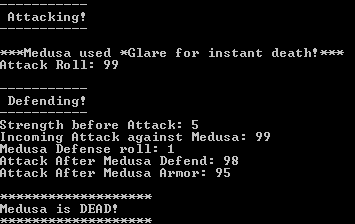 -----------
 Attacking!
-----------
***Medusa used *Glare for instant death!***
Attack Roll: 99
-----------
 Defending!
-----------
Strength before Attack: 5
Incoming Attack against Medusa: 99
Medusa Defense roll: 1
Attack After Medusa Defend: 98
Attack After Medusa Armor: 95
*******************
Medusa is DEAD!
*******************